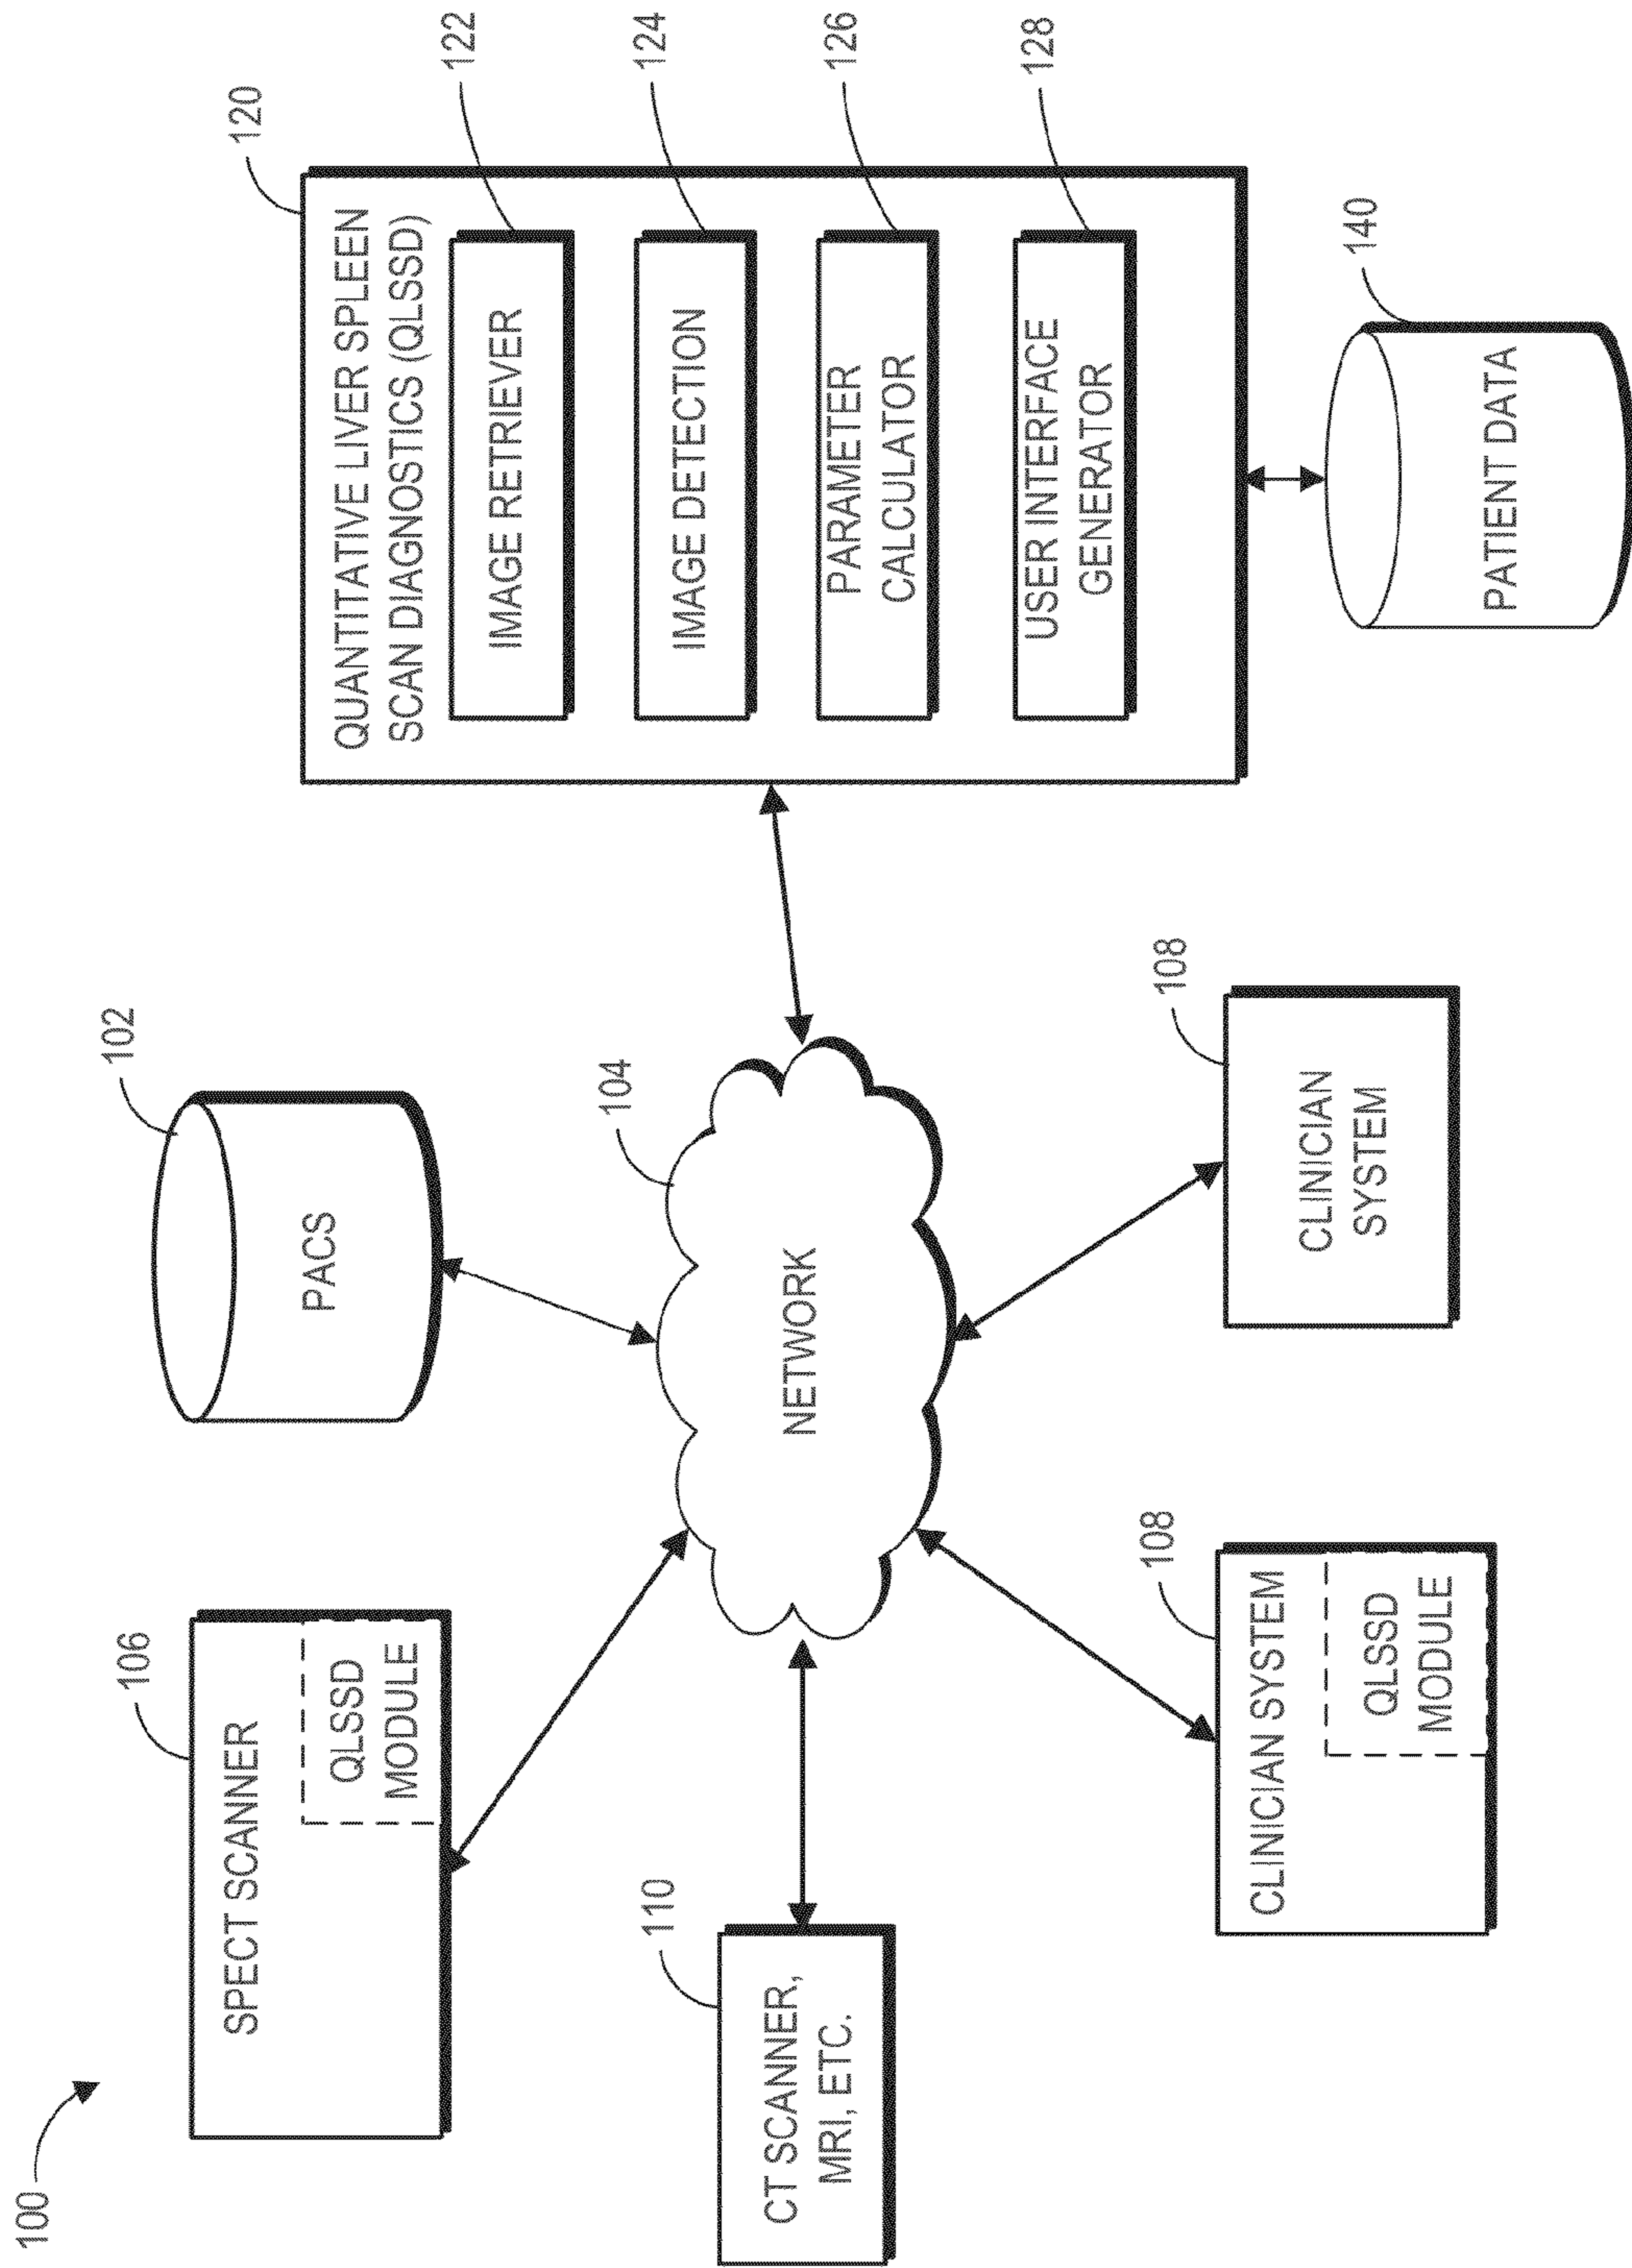 100
106
SPECT SCANNER
QLSSD
MODULE
102
PACS
120
QUANTITATIVE LIVER SPLEEN
SCAN DIAGNOSTICS (QLSSD)
122
IMAGE RETRIEVER
124
IMAGE DETECTION
126
PARAMETER
CALCULATOR
128
USER INTERFACE
GENERATOR
110
CT SCANNER,
MRI, ETC.
104
NETWORK
108
CLINICIAN SYSTEM
QLSSD
MODULE
108
CLINICIAN
SYSTEM
140
PATIENT DATA